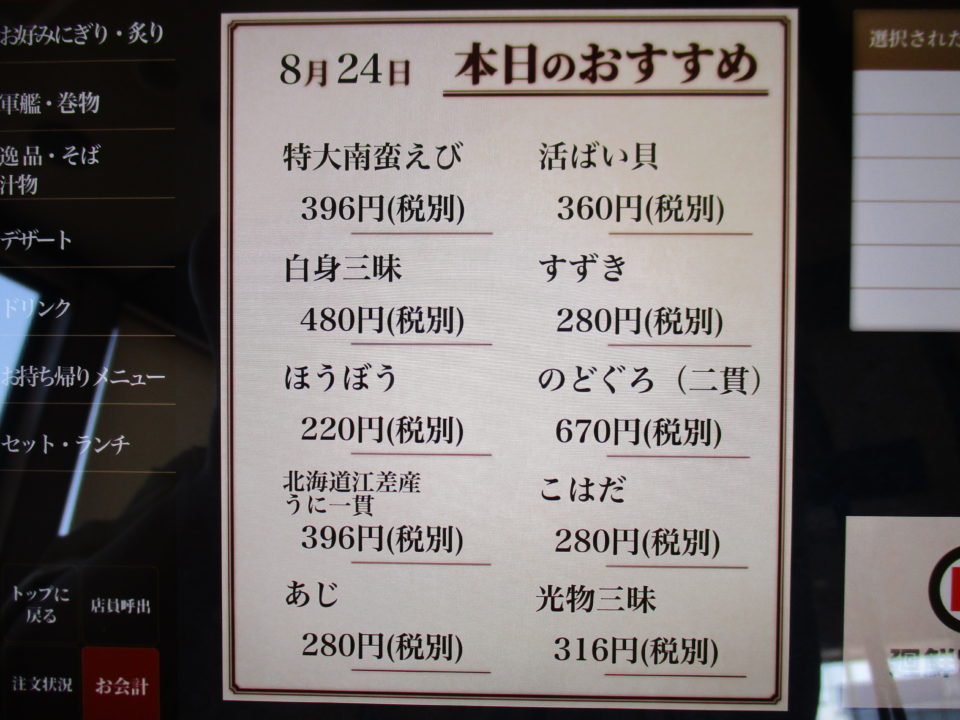 お好みにぎり・炙り
軍艦・巻物
逸品・そば
汁物
デザート
ドリンク
お持ち帰りメニュー
セット・ランチ
トップに
戻る
店員呼出
注文状況
お会計
8月24日 本日のおすすめ
特大南蛮えび
396円(税別)
白身三昧
480円(税別)
ほうぼう
220円(税別)
北海道江差産
うに一貫
396円(税別)
あじ
280円(税別)
活ばい貝
360円(税別)
すずき
280円(税別)
のどぐろ（二貫）
670円(税別)
こはだ
280円(税別)
光物三昧
316円(税別)
選択された
廻鮮